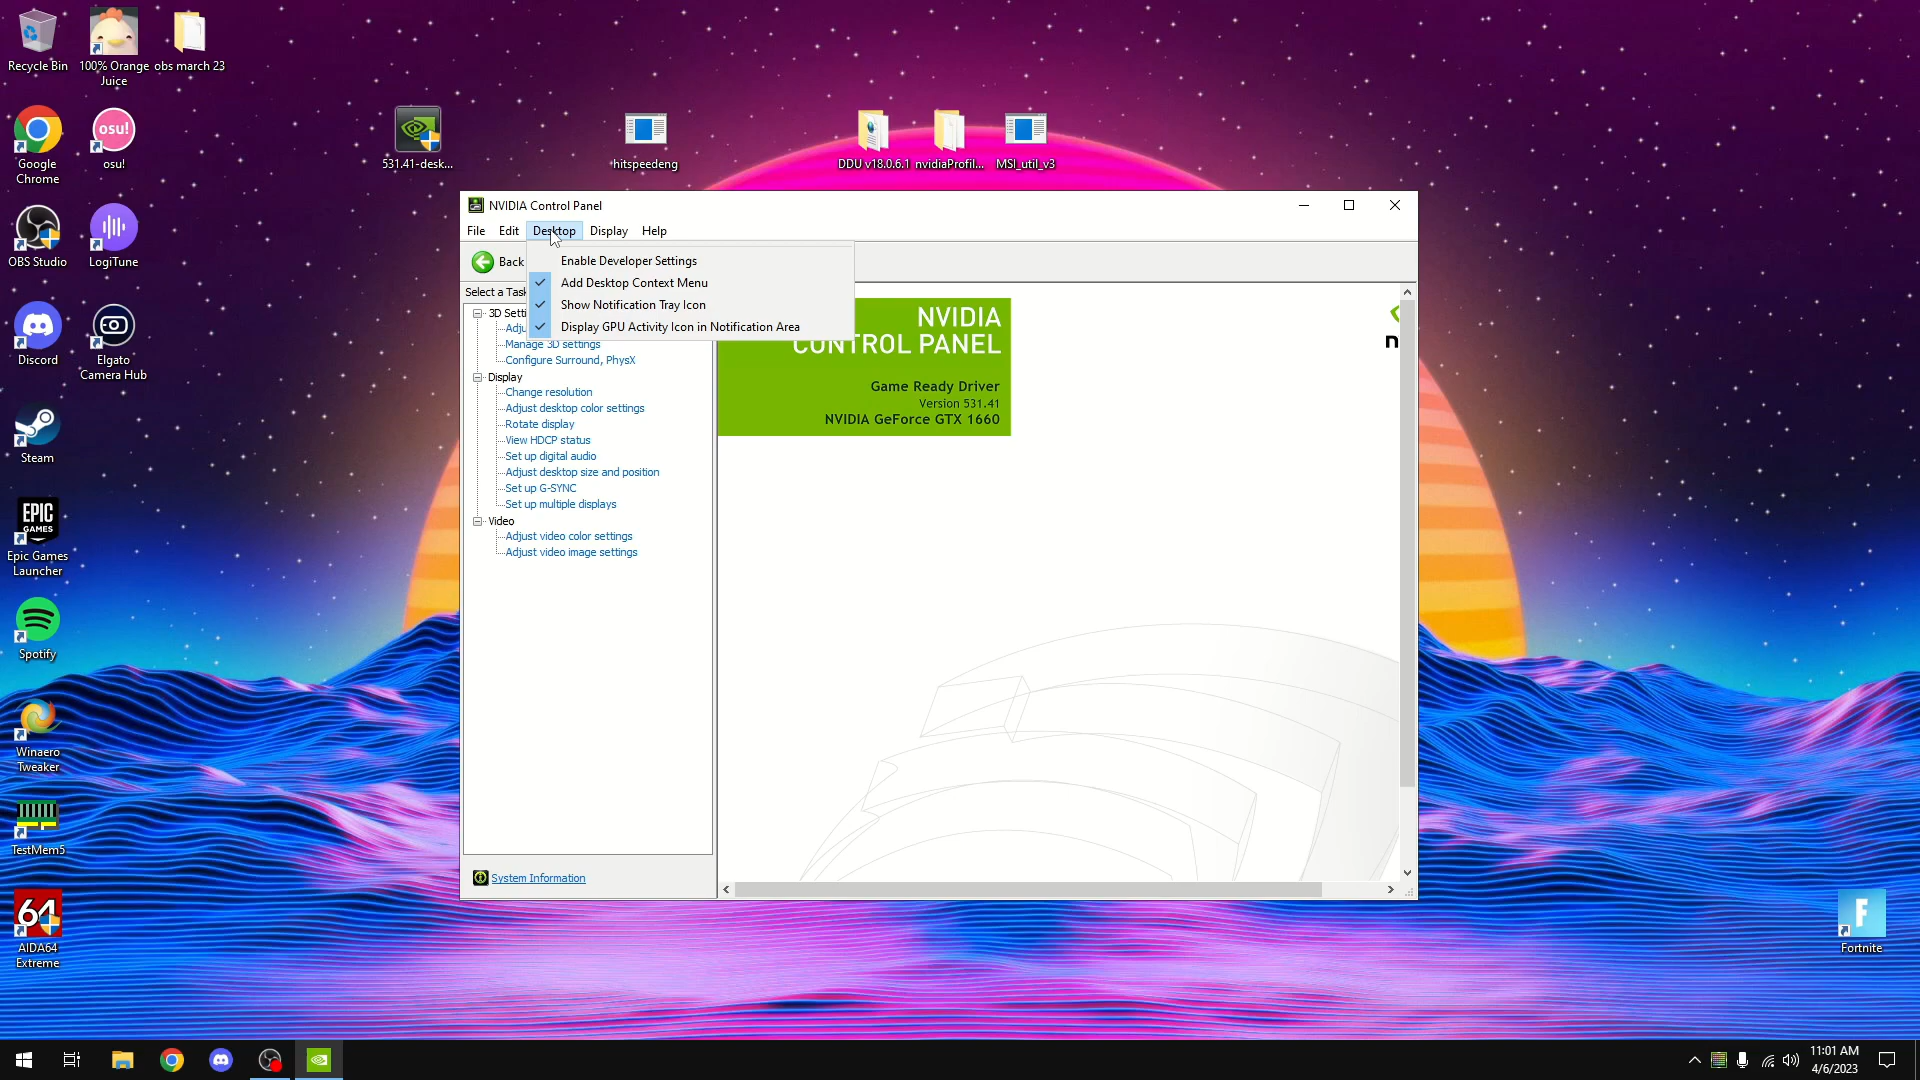 Recycle Bin
100% Orange
Juice
obs march 23
Google
Chrome
osu!
osu!
531.41-desk...
hitspeedeng
DDU v18.0.6.1
nvidiaProfil...
MSI_util_v3
OBS Studio
LogiTune
Discord
Elgato
Camera Hub
Steam
EPIC
GAMES
Epic Games
Launcher
Spotify
Winaero
Tweaker
TestMem5
64
AIDA64
Extreme
F
Fortnite
NVIDIA Control Panel
File Edit Desktop Display Help
Back
Enable Developer Settings
Add Desktop Context Menu
Show Notification Tray Icon
Display GPU Activity Icon in Notification Area
Select a Task
3D Setti
Adju
Manage 3D settings
Configure Surround, PhysX
Display
Change resolution
Adjust desktop color settings
Rotate display
View HDCP status
Set up digital audio
Adjust desktop size and position
Set up G-SYNC
Set up multiple displays
Video
Adjust video color settings
Adjust video image settings
System Information
NVIDIA
CONTROL PANEL
Game Ready Driver
Version 531.41
NVIDIA GeForce GTX 1660
n
11:01 AM
4/6/2023